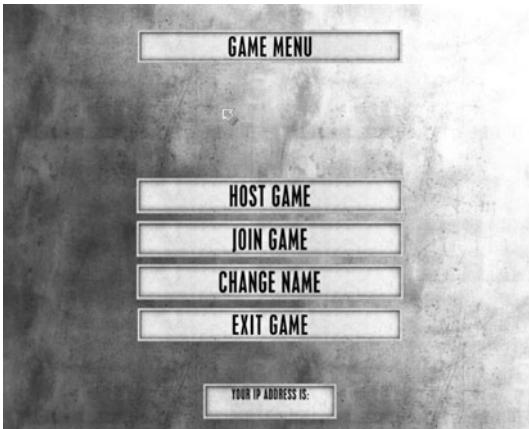 GAME MENU
HOST GAME
JOIN GAME
CHANGE NAME
EXIT GAME
YOUR IP ADDRESS IS: